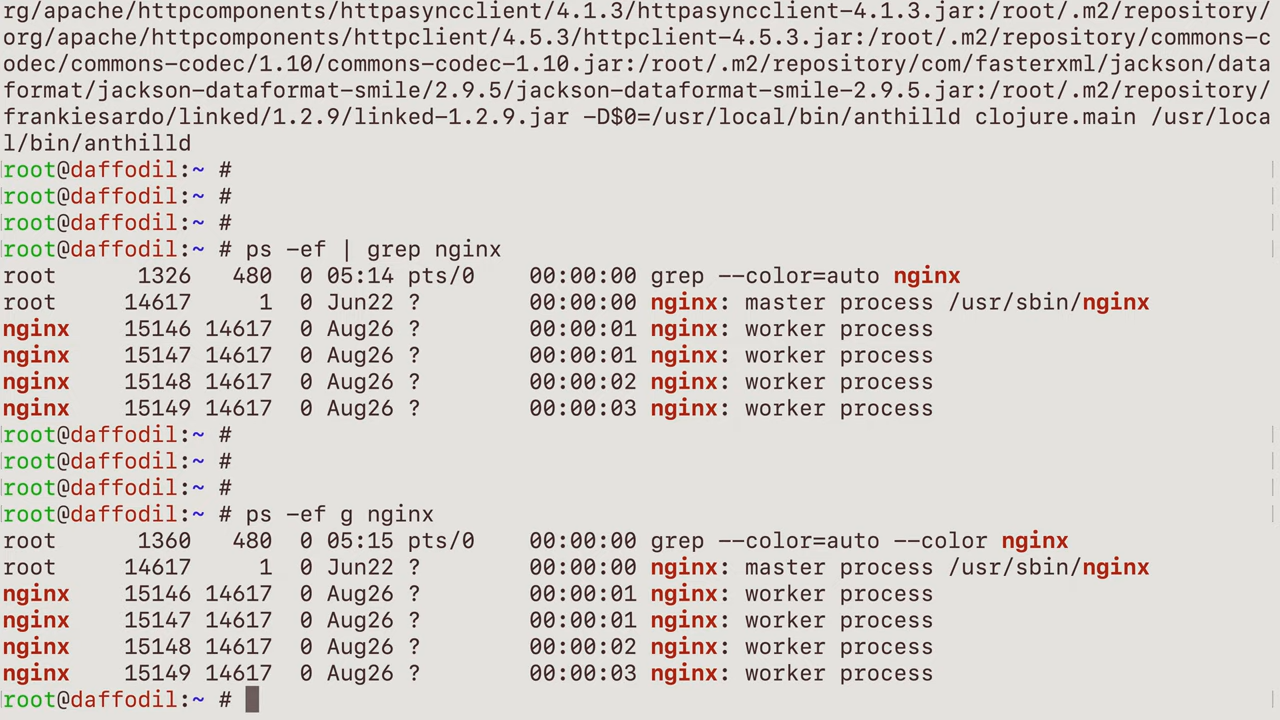 rg/apache/httpcomponents/httpasyncclient/4.1.3/httpasyncclient-4.1.3.jar:/root/.m2/repository/
org/apache/httpcomponents/httpclient/4.5.3/httpclient-4.5.3.jar:/root/.m2/repository/commons-c
odec/commons-codec/1.10/commons-codec-1.10.jar:/root/.m2/repository/com/fasterxml/jackson/data
format/jackson-dataformat-smile/2.9.5/jackson-dataformat-smile-2.9.5.jar:/root/.m2/repository/
frankiesardo/linked/1.2.9/linked-1.2.9.jar -D$0=/usr/local/bin/anthilld clojure.main /usr/loca
l/bin/anthilld
root@daffodil:~ #
root@daffodil:~ #
root@daffodil:~ #
root@daffodil:~ # ps -ef | grep nginx
root      1326   480  0 05:14 pts/0    00:00:00 grep --color=auto nginx
root     14617     1  0 Jun22 ?        00:00:00 nginx: master process /usr/sbin/nginx
nginx    15146 14617  0 Aug26 ?        00:00:01 nginx: worker process
nginx    15147 14617  0 Aug26 ?        00:00:01 nginx: worker process
nginx    15148 14617  0 Aug26 ?        00:00:02 nginx: worker process
nginx    15149 14617  0 Aug26 ?        00:00:03 nginx: worker process
root@daffodil:~ #
root@daffodil:~ #
root@daffodil:~ #
root@daffodil:~ # ps -ef g nginx
root      1360   480  0 05:15 pts/0    00:00:00 grep --color=auto --color nginx
root     14617     1  0 Jun22 ?        00:00:00 nginx: master process /usr/sbin/nginx
nginx    15146 14617  0 Aug26 ?        00:00:01 nginx: worker process
nginx    15147 14617  0 Aug26 ?        00:00:01 nginx: worker process
nginx    15148 14617  0 Aug26 ?        00:00:02 nginx: worker process
nginx    15149 14617  0 Aug26 ?        00:00:03 nginx: worker process
root@daffodil:~ #